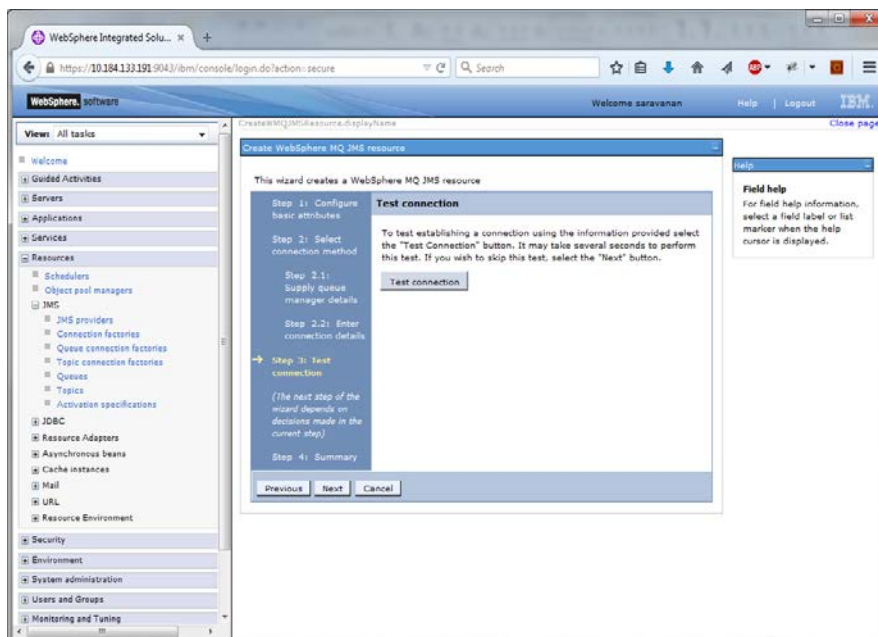 WebSphere Integrated Solu...
https://10.184.133.191:9043/ibm/console/login.do?action=secure
Search
WebSphere. software
Welcome saravanan
Help | Logout
IBM.
View: All tasks
Welcome
Guided Activities
Servers
Applications
Services
Resources
Schedulers
Object pool managers
JMS
JMS providers
Connection factories
Queue connection factories
Topic connection factories
Queues
Topics
Activation specifications
JDBC
Resource Adapters
Asynchronous beans
Cache instances
Mail
URL
Resource Environment
Security
Environment
System administration
Users and Groups
Monitoring and Tuning
CreateWMQJMSResource.displayName
Close page
Create WebSphere MQ JMS resource
This wizard creates a WebSphere MQ JMS resource
Step 1: Configure
basic attributes
Step 2: Select
connection method
Step 2.1:
Supply queue
manager details
Step 2.2: Enter
connection details
Step 3: Test
connection
(The next step of the
wizard depends on
decisions made in the
current step)
Step 4: Summary
Test connection
To test establishing a connection using the information provided select
the "Test Connection" button. It may take several seconds to perform
this test. If you wish to skip this test, select the "Next" button.
Test connection
Previous
Next
Cancel
Help
Field help
For field help information,
select a field label or list
marker when the help
cursor is displayed.